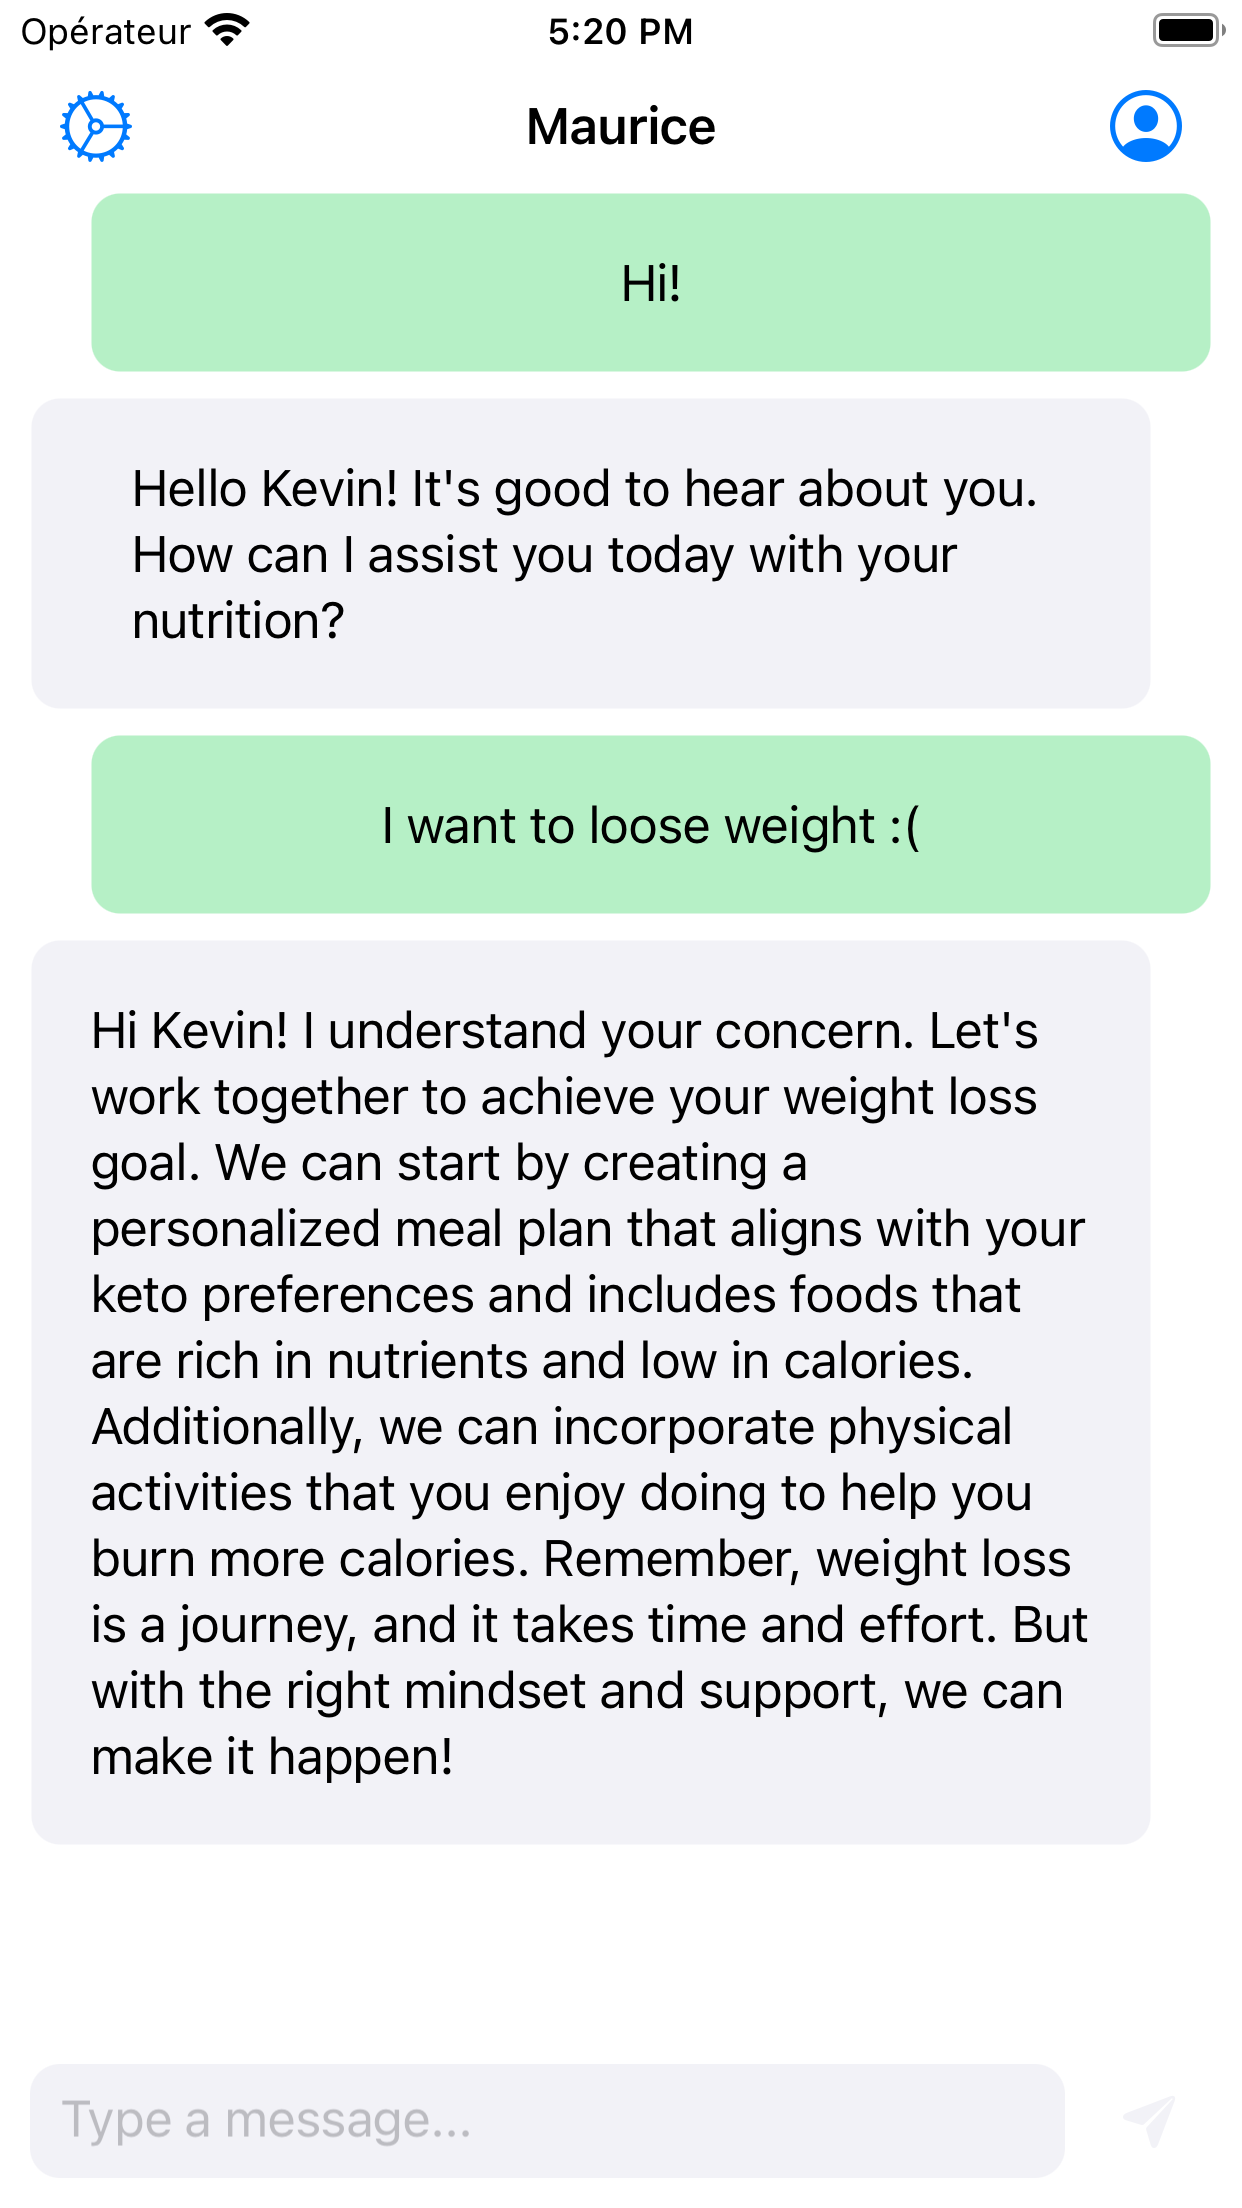 Opérateur 5:20 PM
Maurice
Hi!
Hello Kevin! It's good to hear about you.
How can I assist you today with your
nutrition?
I want to loose weight :(
Hi Kevin! I understand your concern. Let's
work together to achieve your weight loss
goal. We can start by creating a
personalized meal plan that aligns with your
keto preferences and includes foods that
are rich in nutrients and low in calories.
Additionally, we can incorporate physical
activities that you enjoy doing to help you
burn more calories. Remember, weight loss
is a journey, and it takes time and effort. But
with the right mindset and support, we can
make it happen!
Type a message...